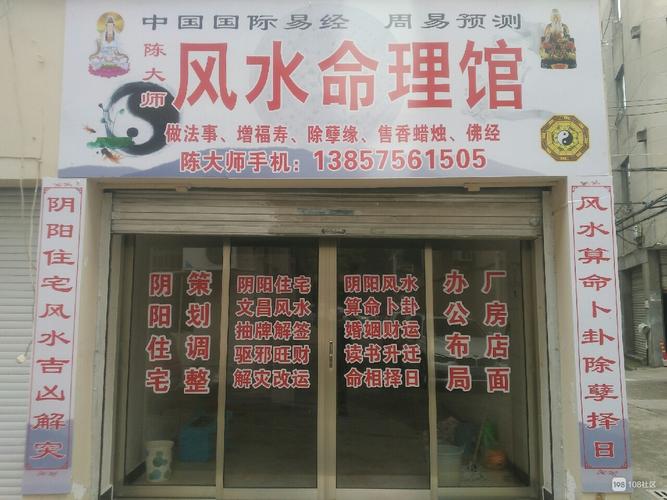 中国国际易经 周易预测
陈大师
风水命理馆
做法事、增福寿、除孽缘、售香蜡烛、佛经
陈大师手机：13857561505
阴阳住宅风水吉凶解灾
阴阳住宅
策划调整
阴阳住宅
文昌风水
抽牌解签
驱邪旺财
解灾改运
阴阳风水
算命卜卦
婚姻财运
读书升迁
命相择日
办公布局
厂房店面
风水算命卜卦除孽择日
108社区